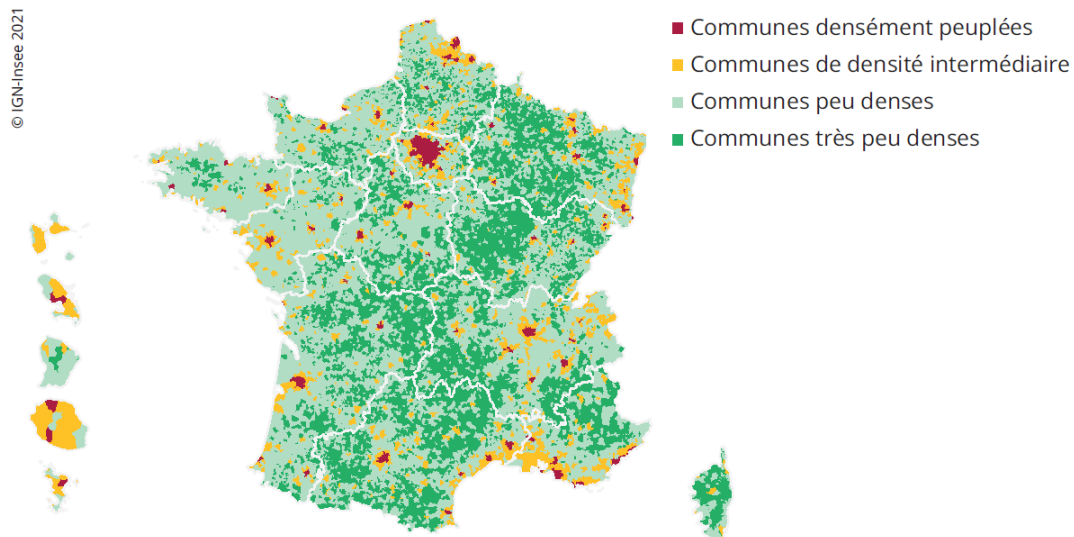 © IGN-Insee 2021
Communes densément peuplées
Communes de densité intermédiaire
Communes peu denses
Communes très peu denses